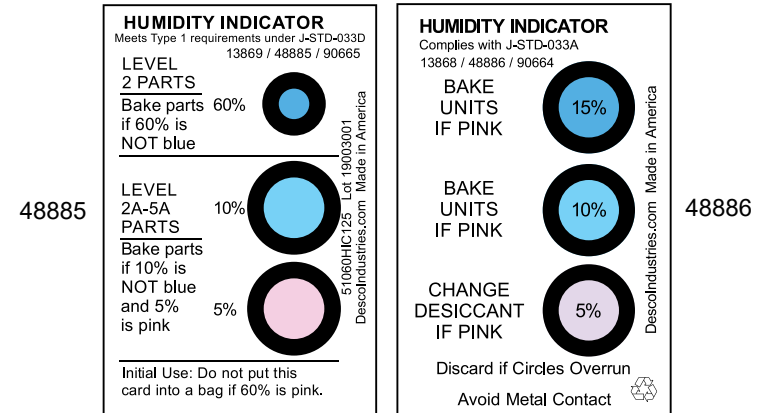 48885
HUMIDITY INDICATOR
Meets Type 1 requirements under J-STD-033D
13869 / 48885 / 90665
LEVEL
2 PARTS
Bake parts
if 60% is
NOT blue
60%
LEVEL
2A-5A
PARTS
Bake parts
if 10% is
NOT blue
and 5%
is pink
10%
5%
51060HIC125 Lot 19003001
DescoIndustries.com Made in America
Initial Use: Do not put this
card into a bag if 60% is pink.
HUMIDITY INDICATOR
Complies with J-STD-033A
13868 / 48886 / 90664
BAKE
UNITS
IF PINK
15%
BAKE
UNITS
IF PINK
10%
CHANGE
DESICCANT
IF PINK
5%
DescoIndustries.com Made in America
Discard if Circles Overrun
Avoid Metal Contact
48886